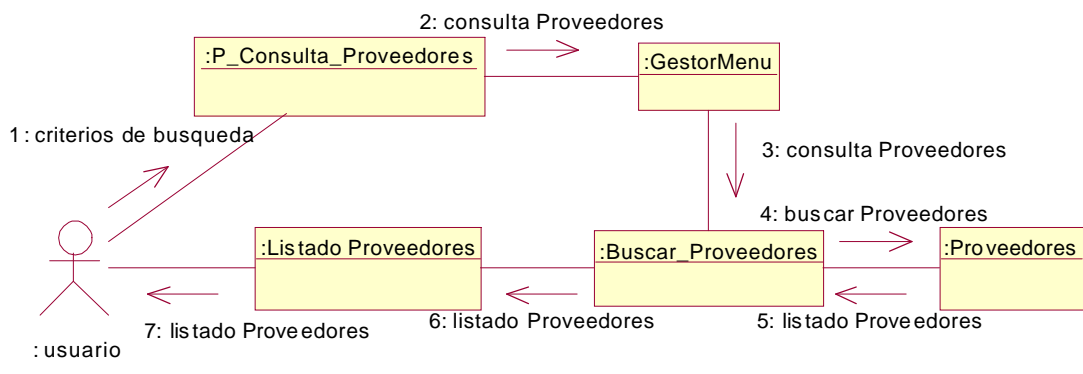 2: consulta Proveedores
:P_Consulta_Proveedores
:GestorMenu
1: criterios de busqueda
3: consulta Proveedores
4: buscar Proveedores
:Listado Proveedores
:Buscar_Proveedores
:Proveedores
7: listado Proveedores
6: listado Proveedores
5: listado Proveedores
: usuario